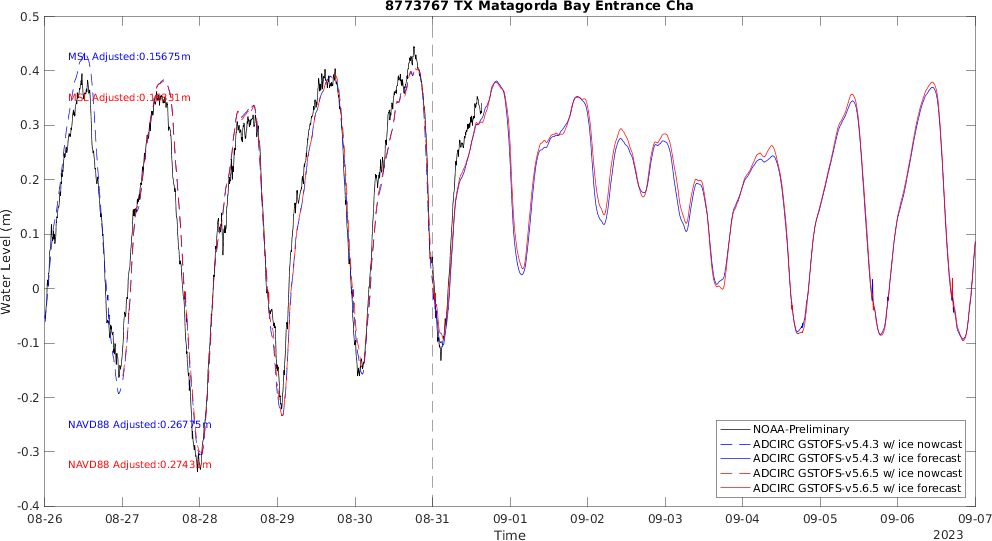 8773767 TX Matagorda Bay Entrance Cha
0.5
0.4
0.3
0.2
0.1
0
-0.1
-0.2
-0.3
-0.4
Water Level (m)
MSL Adjusted:0.15675m
MSL
NAVD88 Adjusted:0.26775m
NAVD88
NOAA-Preliminary
ADCIRC GSTOFS-v5.4.3 w/ ice nowcast
ADCIRC GSTOFS-v5.4.3 w/ ice forecast
ADCIRC GSTOFS-v5.6.5 w/ ice nowcast
ADCIRC GSTOFS-v5.6.5 w/ ice forecast
08-26 08-27 08-28 08-29 08-30 08-31 09-01 09-02 09-03 09-04 09-05 09-06 09-07
Time
2023